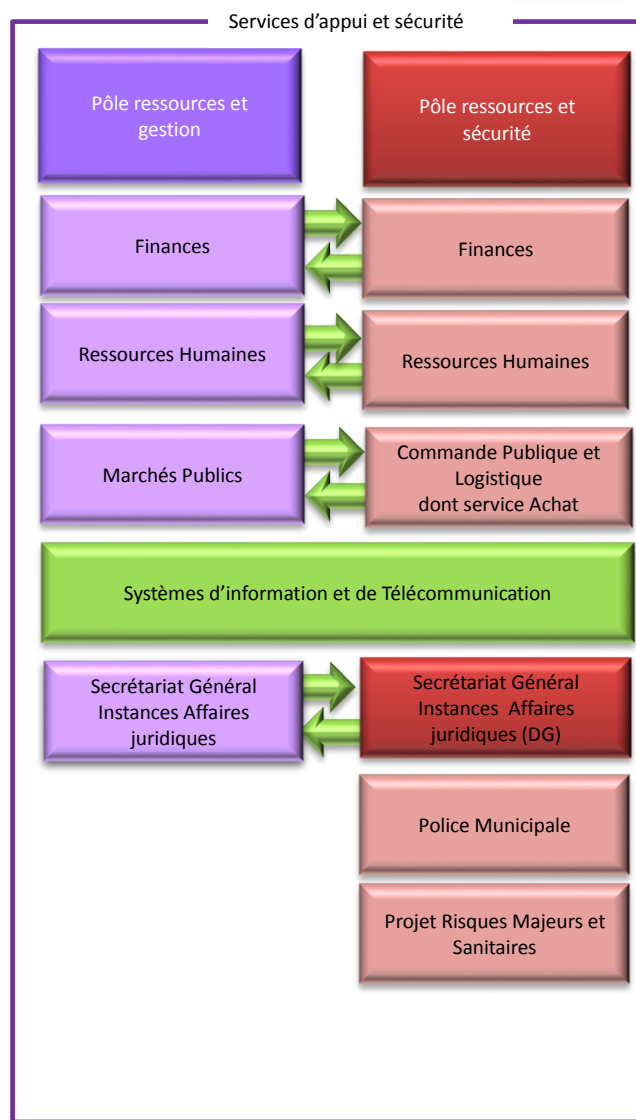 Services d’appui et sécurité
Pôle ressources et
gestion
Pôle ressources et
sécurité
Finances
Finances
Ressources Humaines
Ressources Humaines
Marchés Publics
Commande Publique et
Logistique
dont service Achat
Systèmes d’information et de Télécommunication
Secrétariat Général
Instances Affaires
juridiques
Secrétariat Général
Instances Affaires
juridiques (DG)
Police Municipale
Projet Risques Majeurs et
Sanitaires